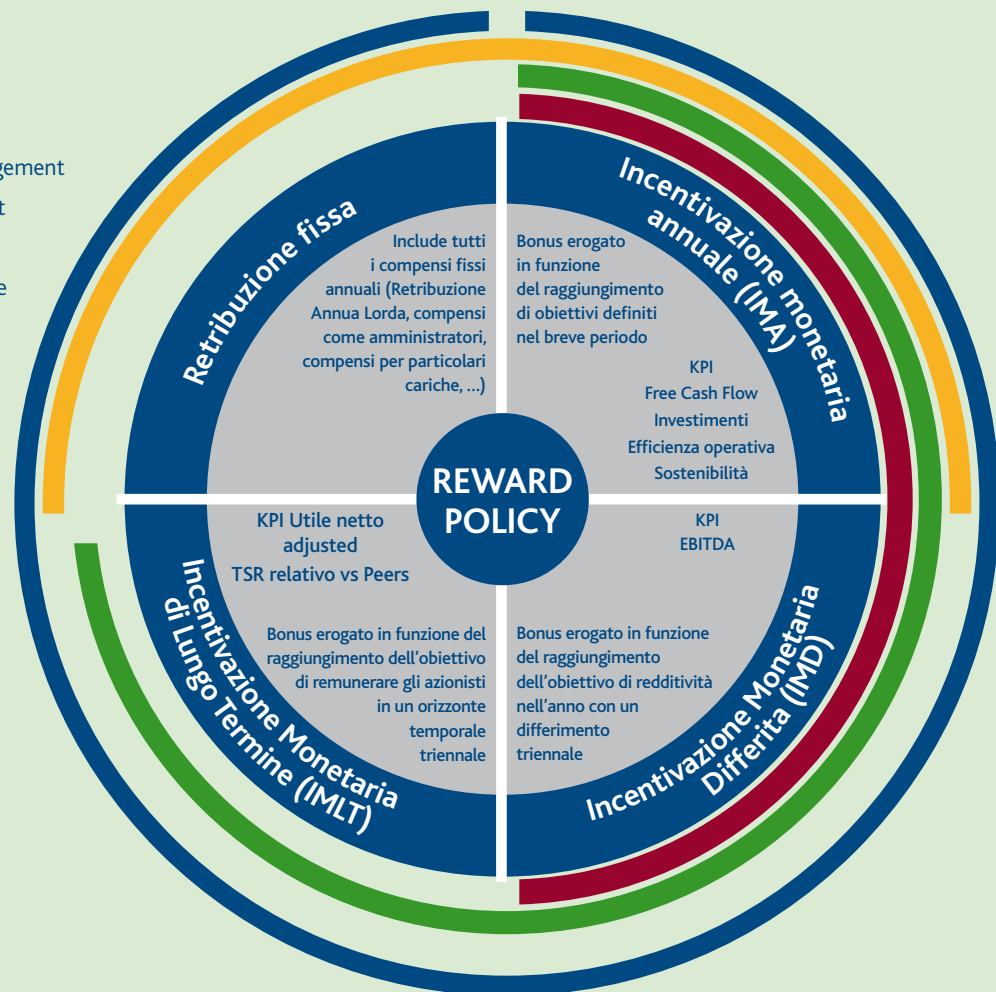 Retribuzione fissa
Include tutti
i compensi fissi
annuali (Retribuzione
Annua Lorda, compensi
come amministratori,
compensi per particolari
cariche, ...)
Incentivazione monetaria
annuale (IMA)
Bonus erogato
in funzione
del raggiungimento
di obiettivi definiti
nel breve periodo
KPI
Free Cash Flow
Investimenti
Efficienza operativa
Sostenibilità
REWARD
POLICY
KPI Utile netto
adjusted
TSR relativo vs Peers
Bonus erogato in funzione del
raggiungimento dell'obiettivo
di remunerare gli azionisti
in un orizzonte
temporale
triennale
Incentivazione Monetaria
di Lungo Termine (IMLT)
KPI
EBITDA
Bonus erogato in funzione
del raggiungimento
dell'obiettivo di redditività
nell'anno con un
differimento
triennale
Incentivazione Monetaria
Differita (IMD)